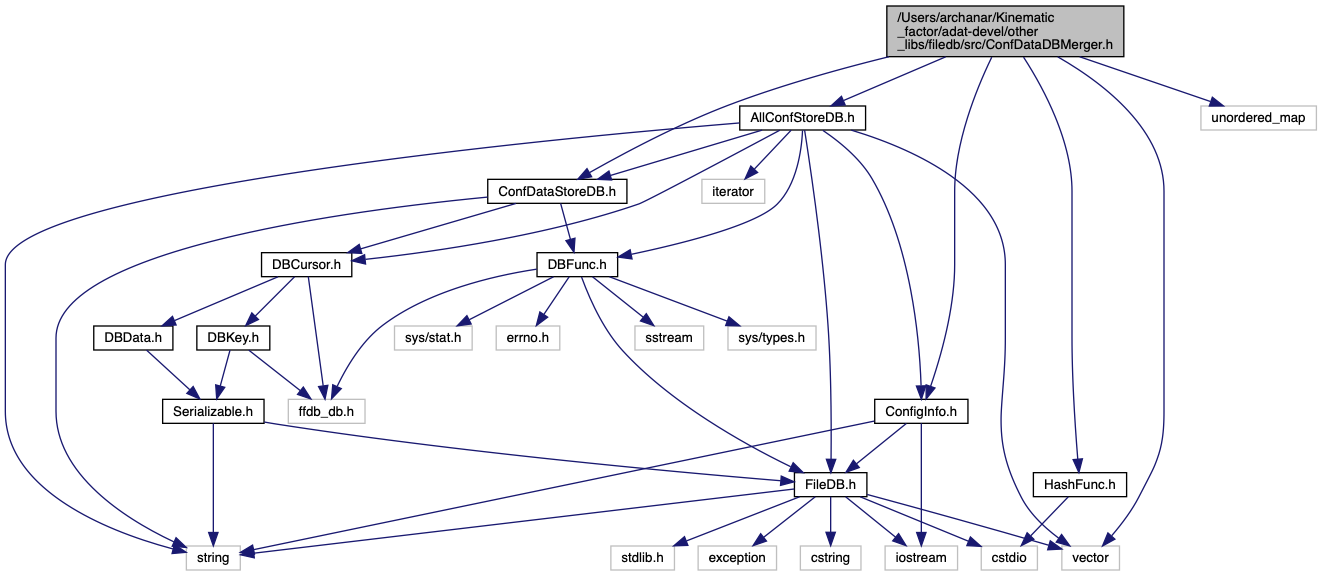 /Users/archanar/Kinematic
_factor/adat-devel/other
_libs/filedb/src/ConfDataDBMerger.h
AllConfStoreDB.h
unordered_map
ConfDataStoreDB.h
iterator
DBCursor.h
DBFunc.h
DBData.h
DBKey.h
sys/stat.h
errno.h
sstream
sys/types.h
Serializable.h
ffdb_db.h
ConfigInfo.h
FileDB.h
HashFunc.h
string
stdlib.h
exception
cstring
iostream
cstdio
vector